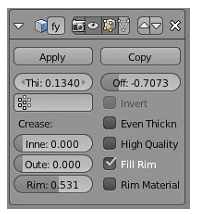 fy
Apply Copy
Thi: 0.1340 Off: -0.7073
Invert
Crease: Even Thickn
Inne: 0.000 High Quality
Oute: 0.000 Fill Rim
Rim: 0.531 Rim Material